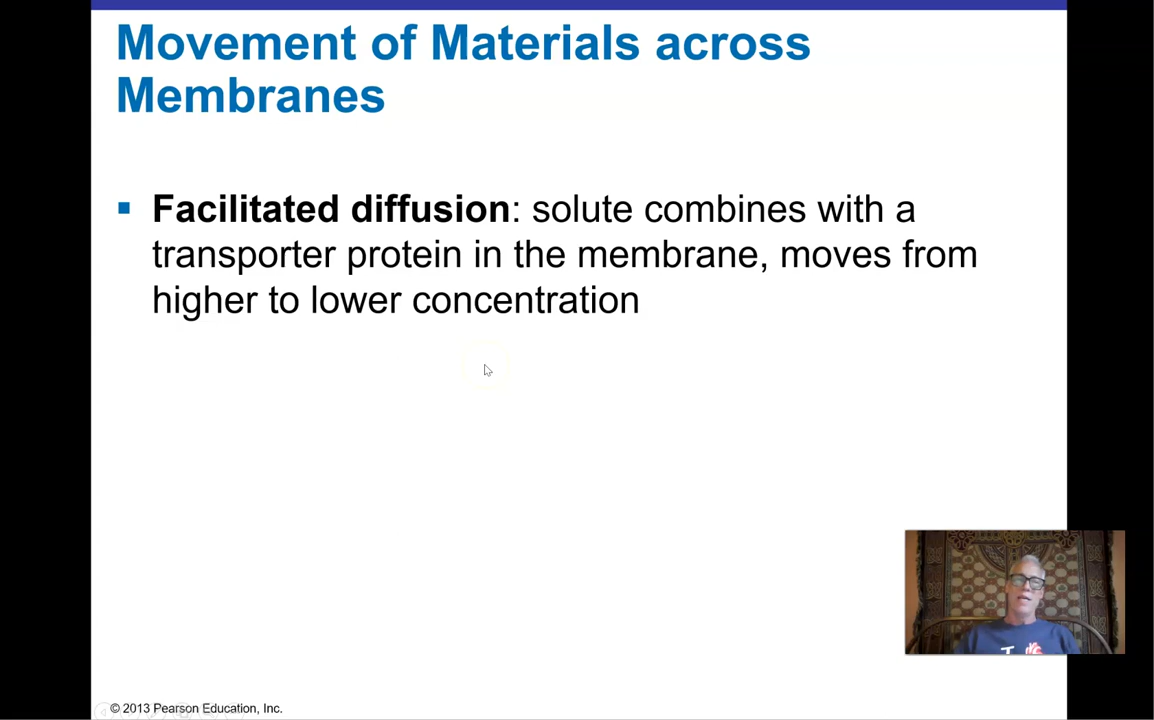 Movement of Materials across
Membranes
Facilitated diffusion: solute combines with a
transporter protein in the membrane, moves from
higher to lower concentration
I
© 2013 Pearson Education, Inc.